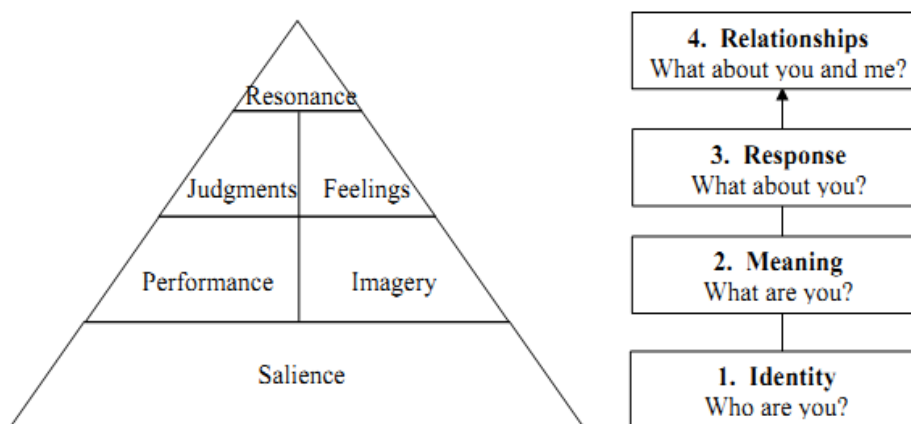 Resonance
Judgments
Feelings
Performance
Imagery
Salience
4. Relationships
What about you and me?
3. Response
What about you?
2. Meaning
What are you?
1. Identity
Who are you?